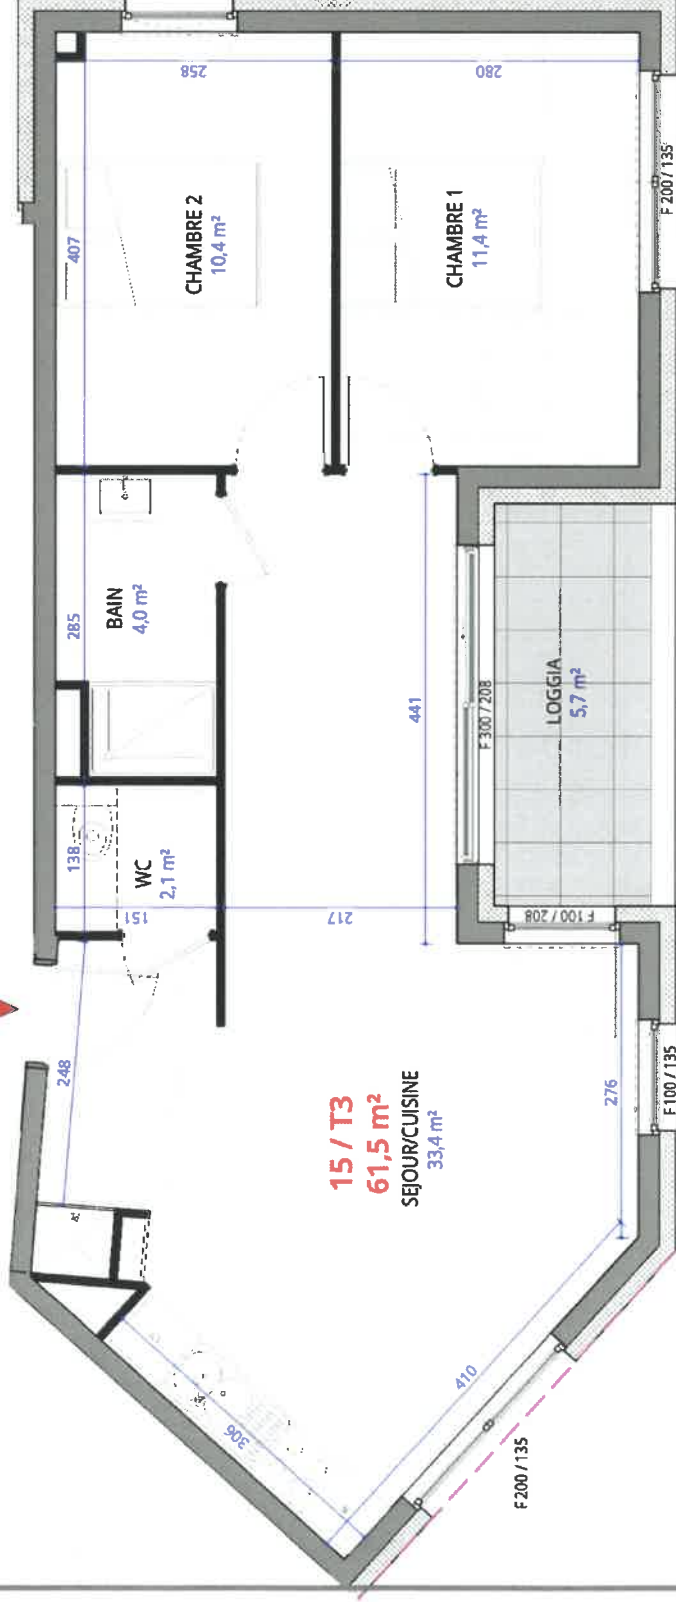 258
280
407
CHAMBRE 2
10,4 m²
CHAMBRE 1
11,4 m²
F 200 / 135
285
BAIN
4,0 m²
441
F 300 / 208
LOGGIA
5,7 m²
138
WC
2,1 m²
151
217
F 100 / 208
248
15 / T3
61,5 m²
SEJOUR/CUISINE
33,4 m²
276
F100 / 135
306
410
F200 / 135